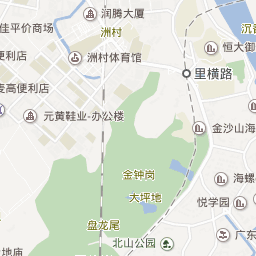 润腾大厦
沉香
佳平价商场
洲村
恒大御
便利店
洲村体育馆
里横路
麦高便利店
元黄鞋业-办公楼
金沙山海
金钟岗
大坪地
海螺
悦学园
盘龙尾
北山公园
广东
地庙